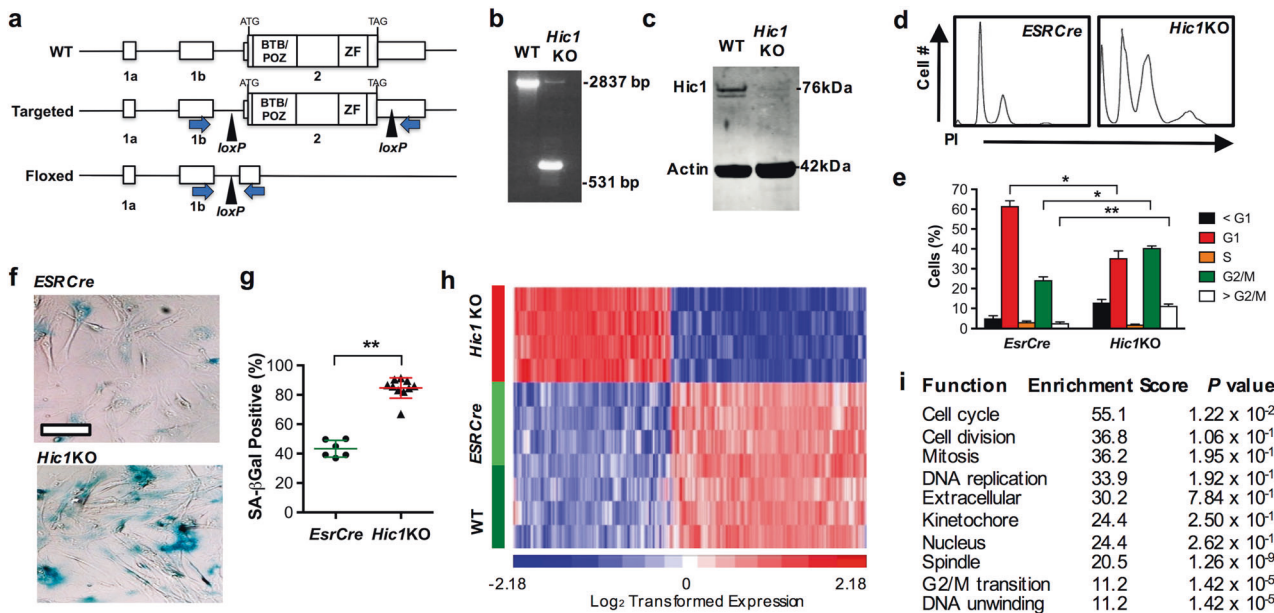 a
ATG TAG
WT BTB/ POZ ZF
1a 1b 2
ATG TAG
Targeted BTB/ POZ ZF
1a 1b 2
loxP loxP
Floxed
1a 1b loxP
b
WT Hic1 KO
-2837 bp
-531 bp
c
WT Hic1 KO
Hic1 -76kDa
Actin -42kDa
d
ESRCre Hic1KO
Cell #
PI
e
Cells (%)
70
60
50
40
30
20
10
0
* * **
EsrCre Hic1KO
< G1
G1
S
G2/M
> G2/M
f
ESRCre
Hic1KO
g
SA-βGal Positive (%)
100
80
60
40
20
0
**
EsrCre Hic1KO
h
Hic1 KO
ESRCre
WT
-2.18 0 2.18
Log2 Transformed Expression
i
Function Enrichment Score P value
Cell cycle 55.1 1.22 x 10-2
Cell division 36.8 1.06 x 10-1
Mitosis 36.2 1.95 x 10-1
DNA replication 33.9 1.92 x 10-1
Extracellular 30.2 7.84 x 10-1
Kinetochore 24.4 2.50 x 10-1
Nucleus 24.4 2.62 x 10-1
Spindle 20.5 1.26 x 10-9
G2/M transition 11.2 1.42 x 10-5
DNA unwinding 11.2 1.42 x 10-5